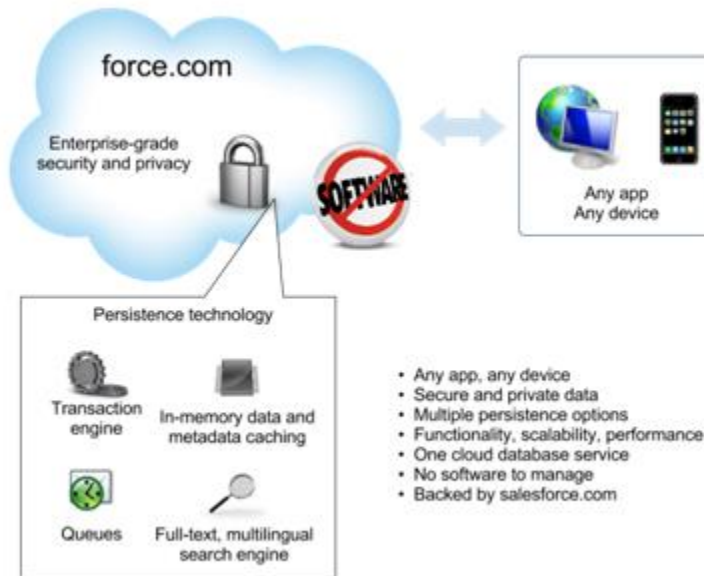 force.com
Enterprise-grade
security and privacy
SOFTWARE
Any app
Any device
Persistence technology
Transaction
engine
In-memory data and
metadata caching
Queues
Full-text, multilingual
search engine
• Any app, any device
• Secure and private data
• Multiple persistence options
• Functionality, scalability, performance
• One cloud database service
• No software to manage
• Backed by salesforce.com